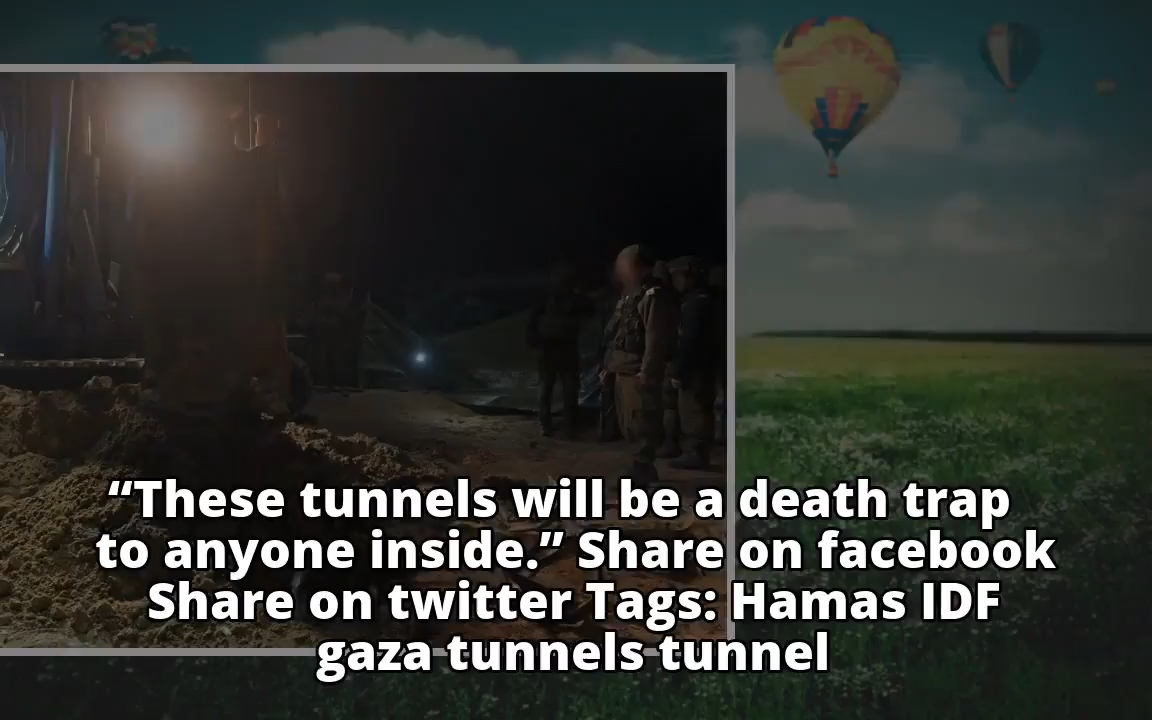 “These tunnels will be a death trap
to anyone inside.” Share on facebook
Share on twitter Tags: Hamas IDF
gaza tunnels tunnel